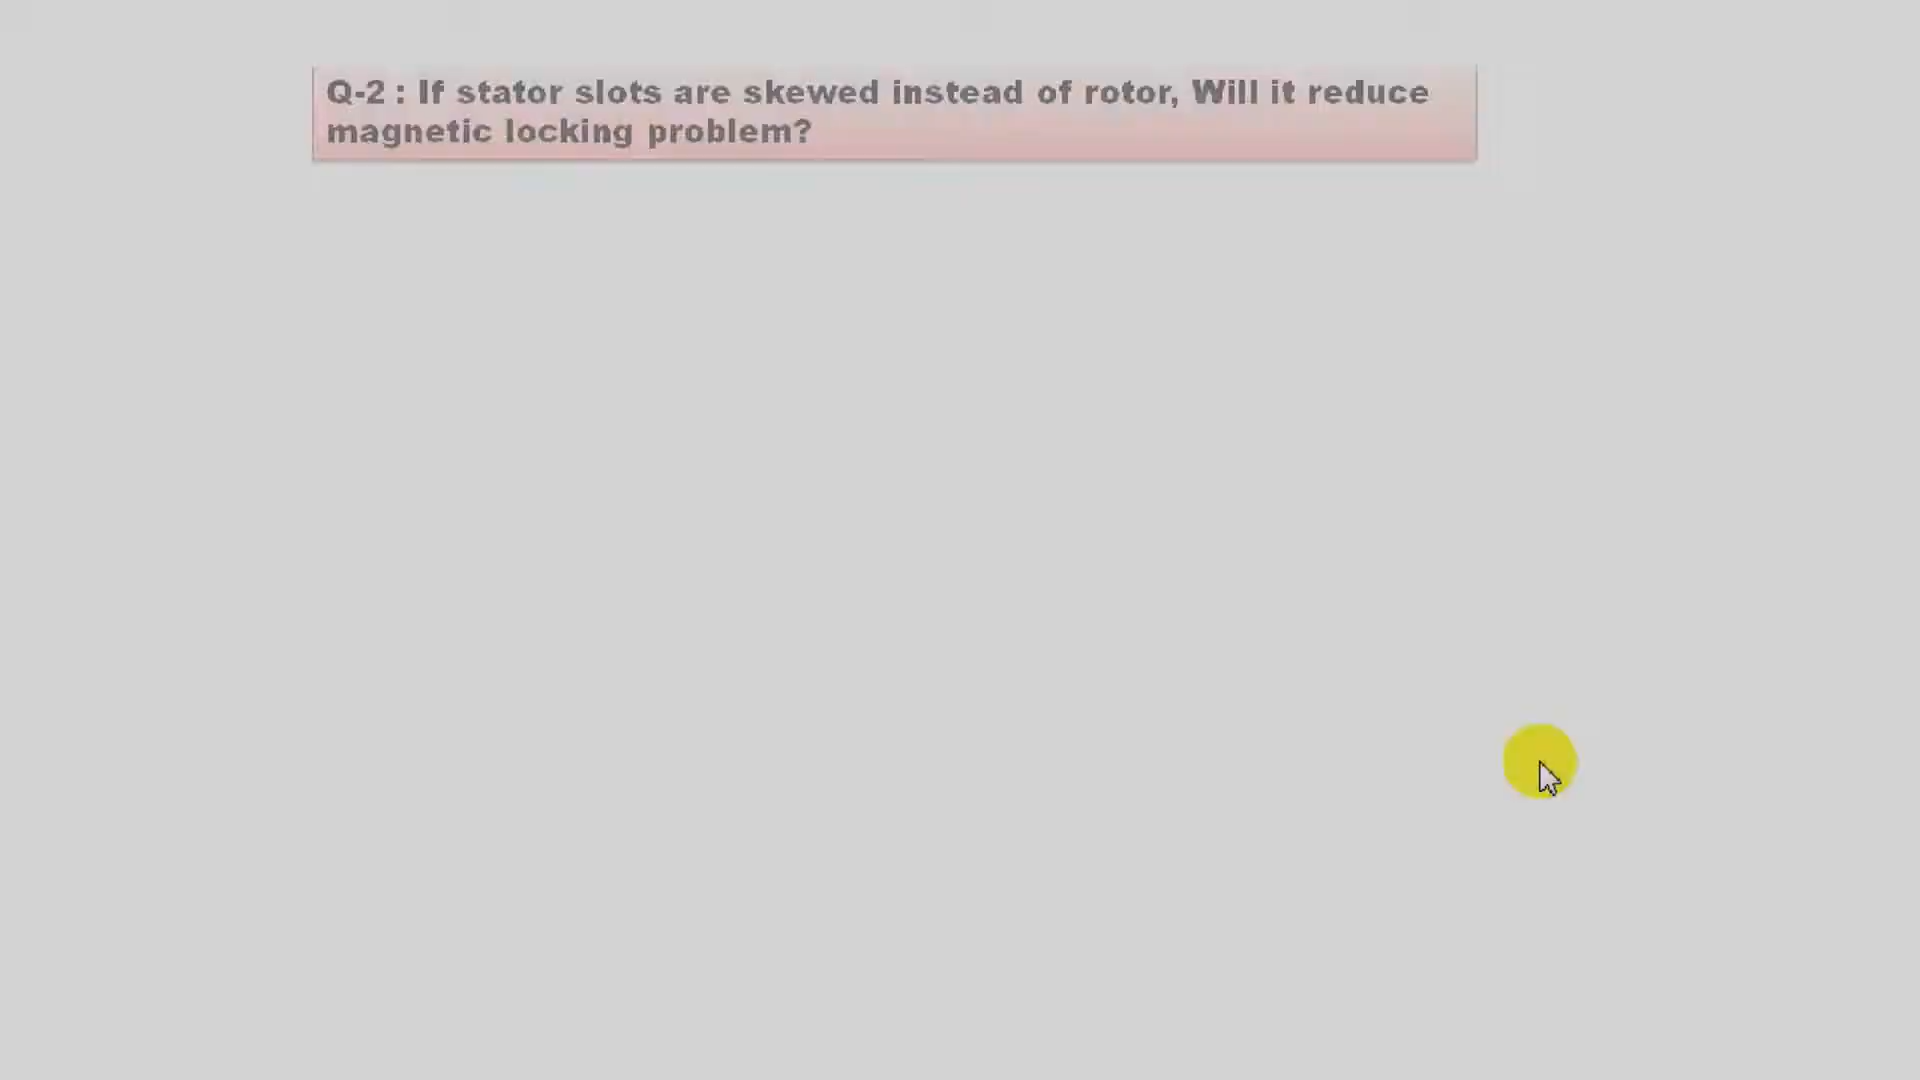 Q-2 : If stator slots are skewed instead of rotor, Will it reduce
magnetic locking problem?